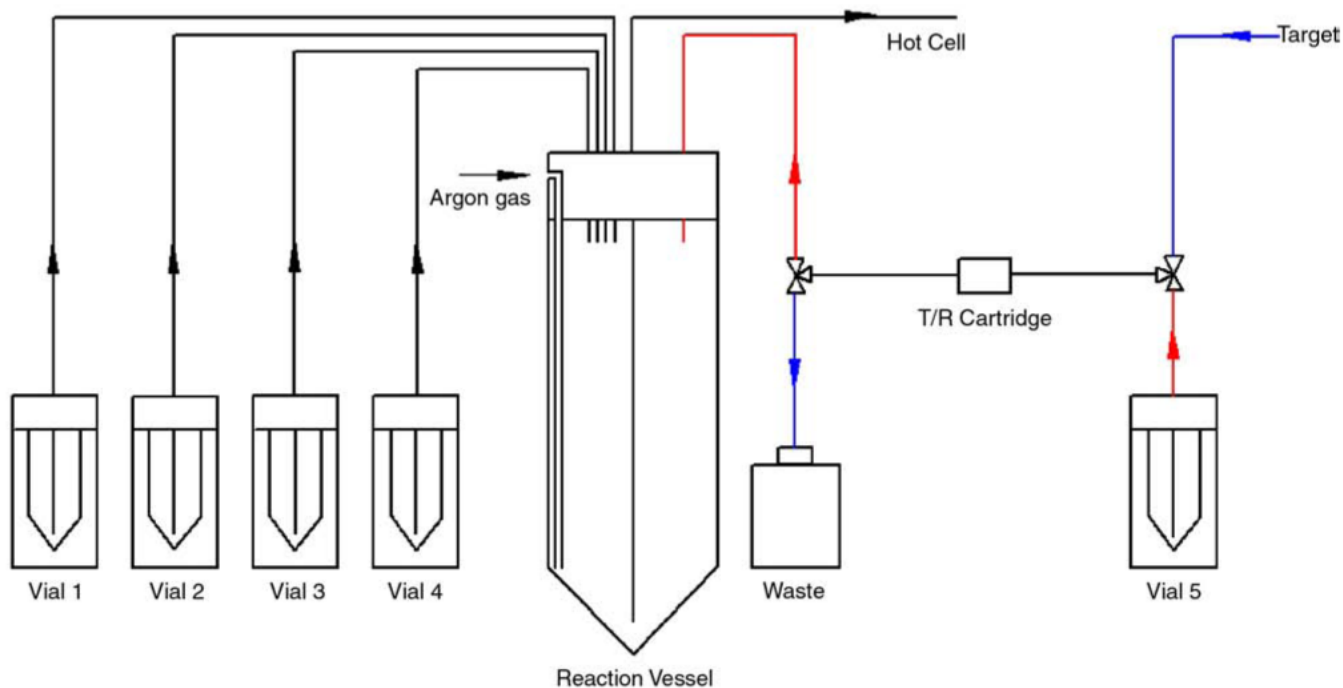 Hot Cell
Target
Argon gas
T/R Cartridge
Vial 1
Vial 2
Vial 3
Vial 4
Waste
Vial 5
Reaction Vessel